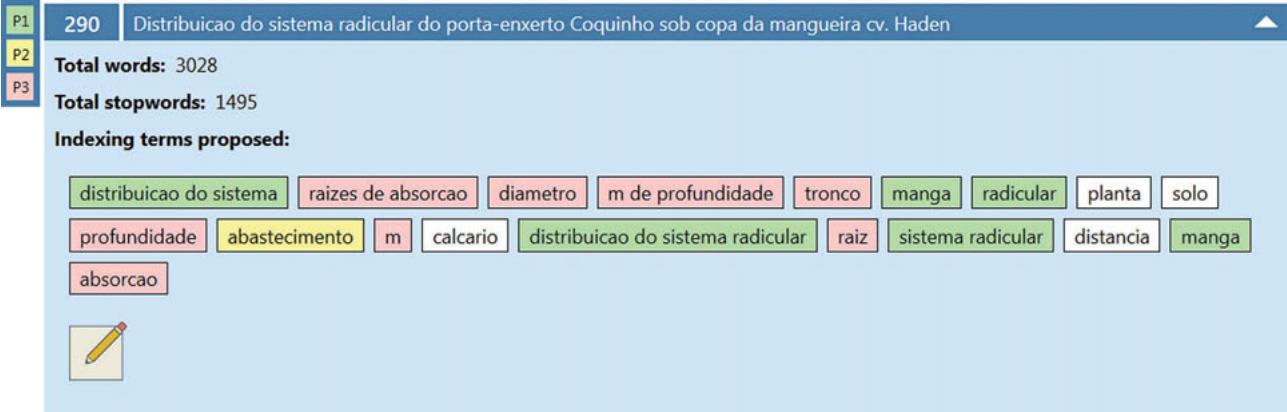 P1
290 Distribuicao do sistema radicular do porta-enxerto Coquinho sob copa da mangueira cv. Haden
P2
Total words: 3028
P3
Total stopwords: 1495
Indexing terms proposed:
distribuicao do sistema raizes de absorcao diametro m de profundidade tronco manga radicular planta solo
profundidade abastecimento m calcario distribuicao do sistema radicular raiz sistema radicular distancia manga
absorcao